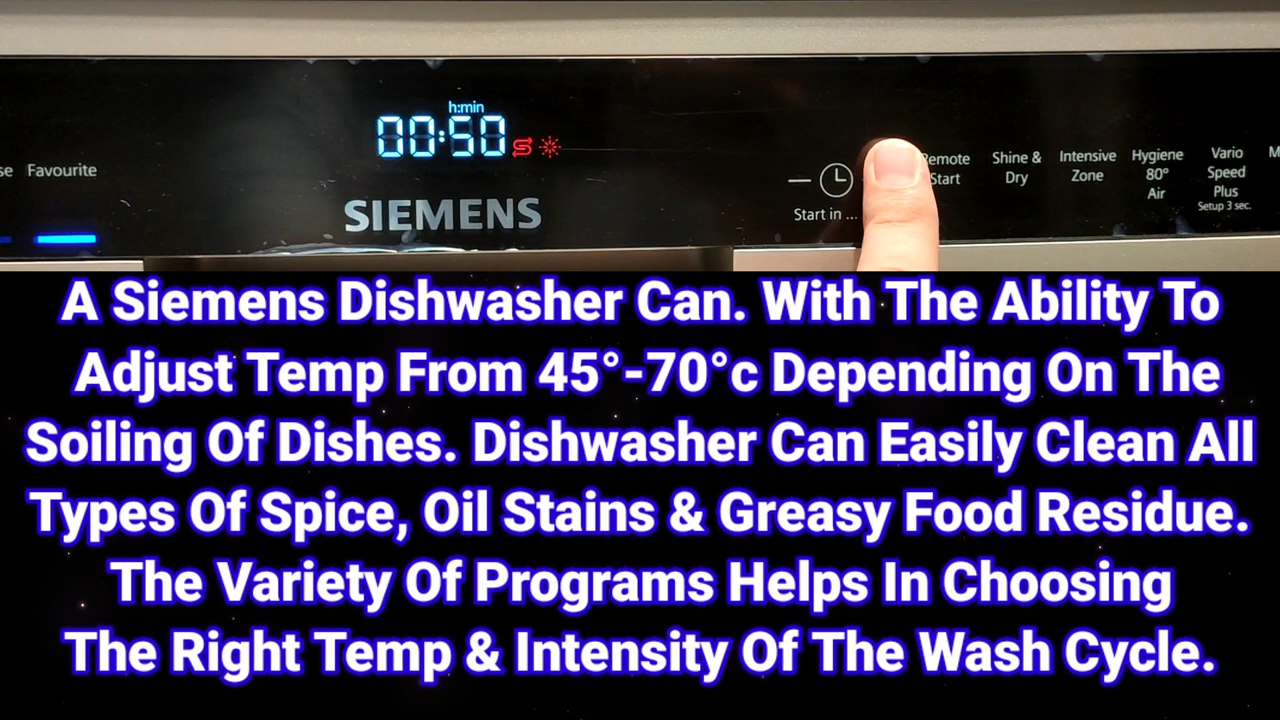 h:min
00:50
se Favourite
SIEMENS
Start in ...
Remote
Start
Shine &
Dry
Intensive
Zone
Hygiene
80°
Air
Vario
Speed
Plus
Setup 3 sec.
M
A Siemens Dishwasher Can. With The Ability To
Adjust Temp From 45°-70°c Depending On The
Soiling Of Dishes. Dishwasher Can Easily Clean All
Types Of Spice, Oil Stains & Greasy Food Residue.
The Variety Of Programs Helps In Choosing
The Right Temp & Intensity Of The Wash Cycle.